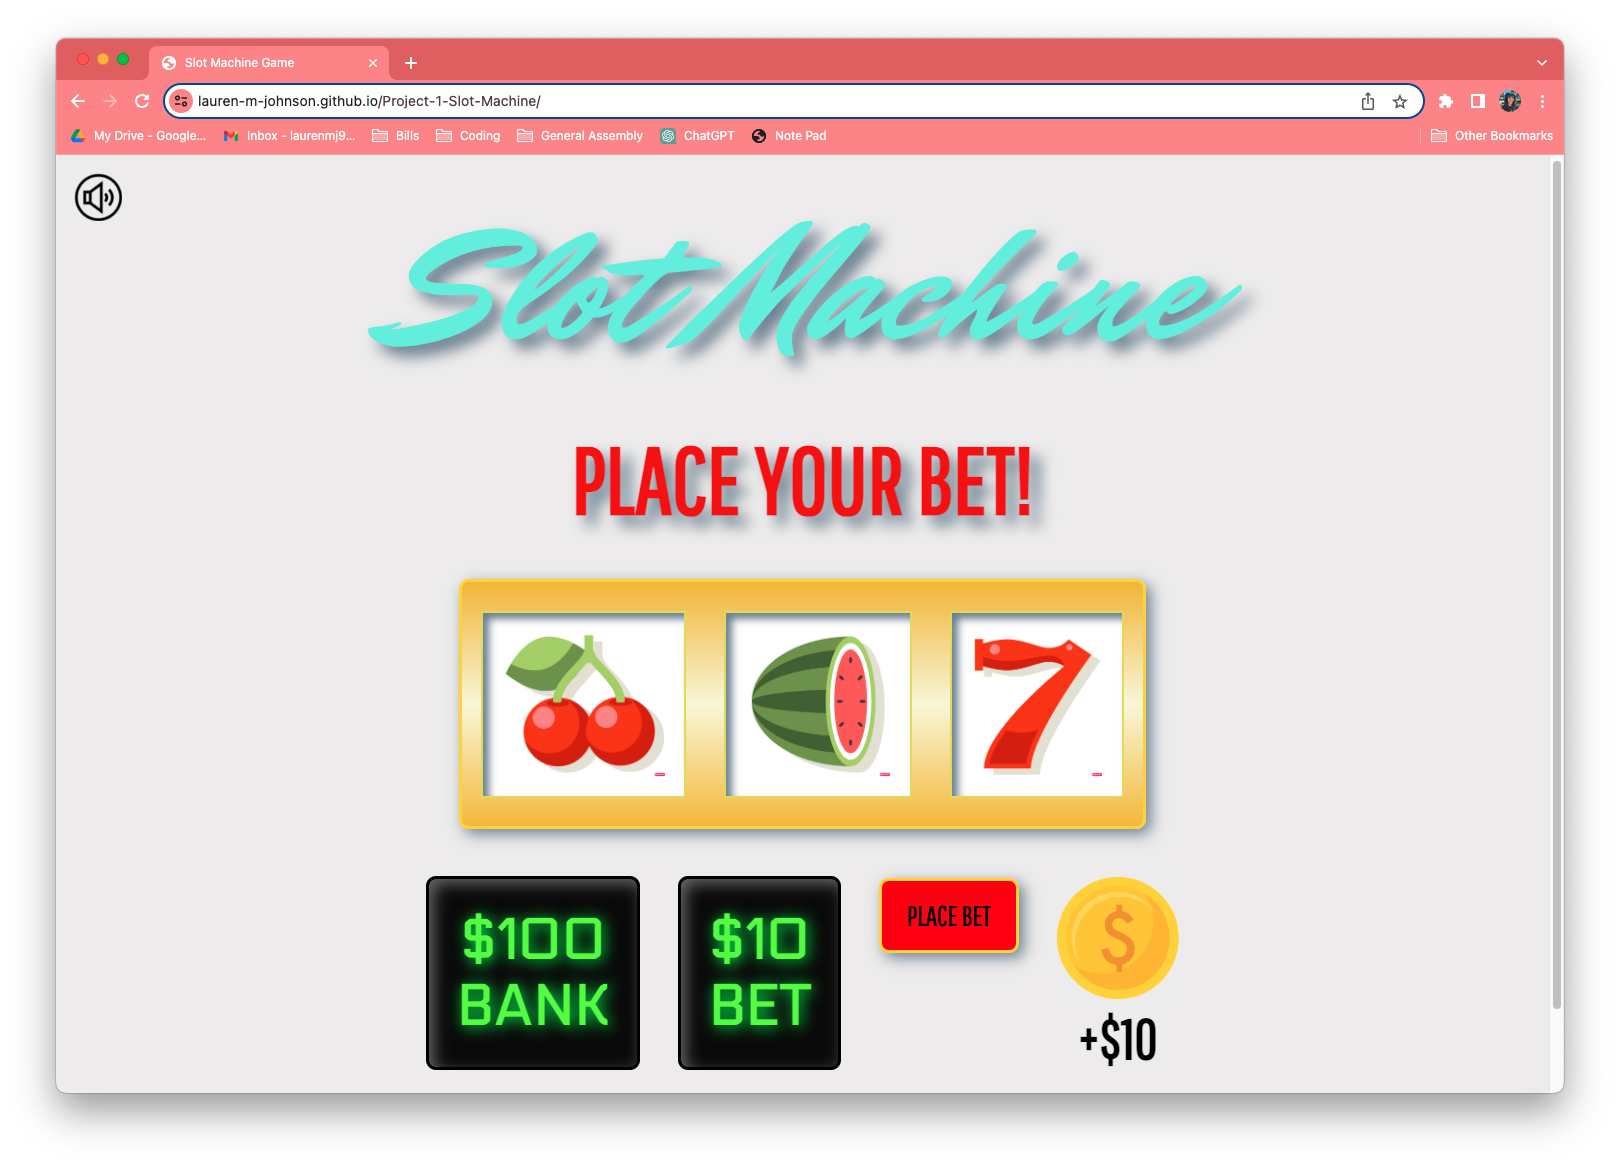 Slot Machine Game
lauren-m-johnson.github.io/Project-1-Slot-Machine/
My Drive - Google... Inbox - laurenmj9... Bills Coding General Assembly ChatGPT Note Pad Other Bookmarks
Slot Machine
PLACE YOUR BET!
7
$100
BANK
$10
BET
PLACE BET
$
+$10